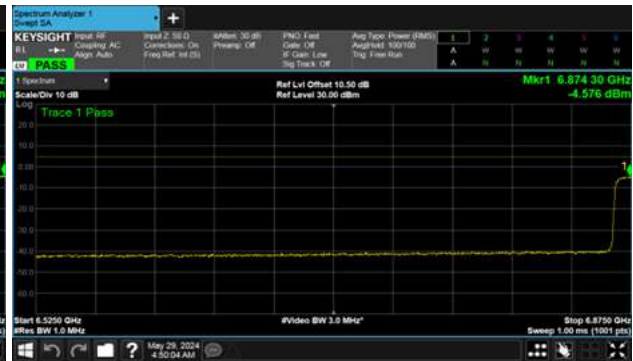 Spectrum Analyzer 1
Swept SA
+
KEYSIGHT Input: RF Input Z: 50 Ω #Atten: 30 dB PNO: Fast Avg Type: Power (RMS) 1 2 3 4 5 6
RL Coupling: AC Corrections: On Preamp: Off Gate: Off Avg|Hold: 100/100 A W W W W W
Align: Auto Freq Ref: Int (S) IF Gain: Low Trig: Free Run
Sig Track: Off A N N N N N
LU PASS
1 Spectrum Ref Lvl Offset 10.50 dB Mkr1 6.874 30 GHz
Scale/Div 10 dB Ref Level 30.00 dBm -4.576 dBm
Log Trace 1 Pass
20.0
10.0
0.00
1
-10.0
-20.0
-30.0
-40.0
-50.0
-60.0
Start 6.5250 GHz #Video BW 3.0 MHz* Stop 6.8750 GHz
#Res BW 1.0 MHz Sweep 1.00 ms (1001 pts)
? May 29, 2024
4:50:04 AM